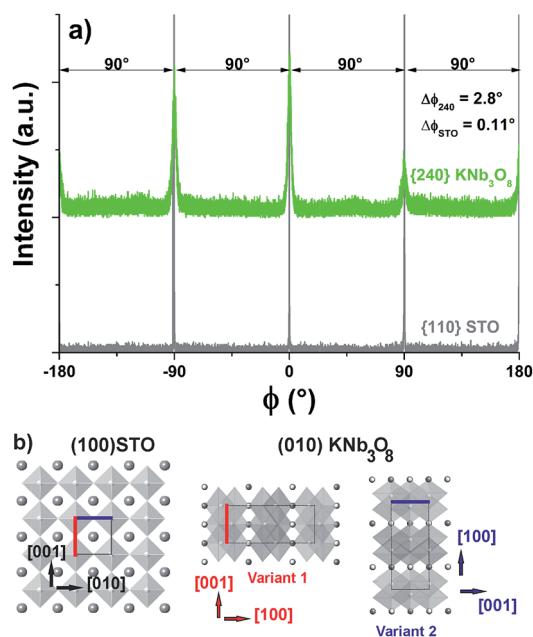 a)
90° 90° 90° 90°
Δϕ240 = 2.8°
ΔϕSTO = 0.11°
{240} KNb3O8
{110} STO
Intensity (a.u.)
-180 -90 0 90 180
ϕ (°)
b) (100)STO (010) KNb3O8
[001]
[010]
[001]
Variant 1
[100]
[100]
[001]
Variant 2